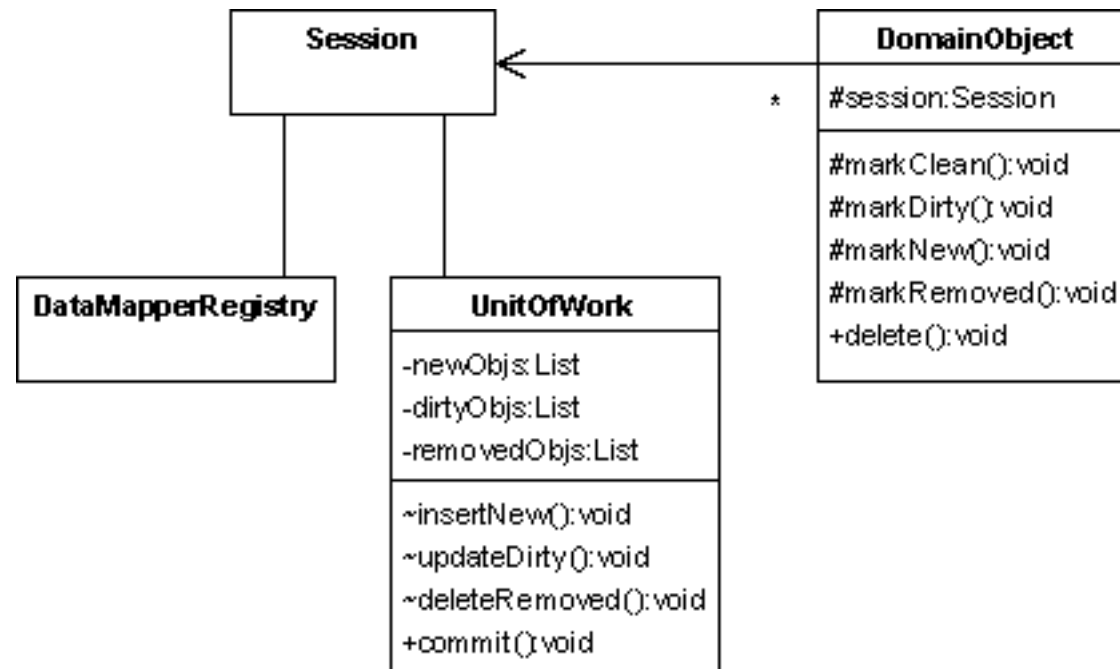 Session
DomainObject
*
#session:Session
#markClean():void
#markDirty():void
#markNew():void
#markRemoved():void
+delete():void
DataMapperRegistry
UnitOfWork
-newObjs:List
-dirtyObjs:List
-removedObjs:List
~insertNew():void
~updateDirty():void
~deleteRemoved():void
+commit():void